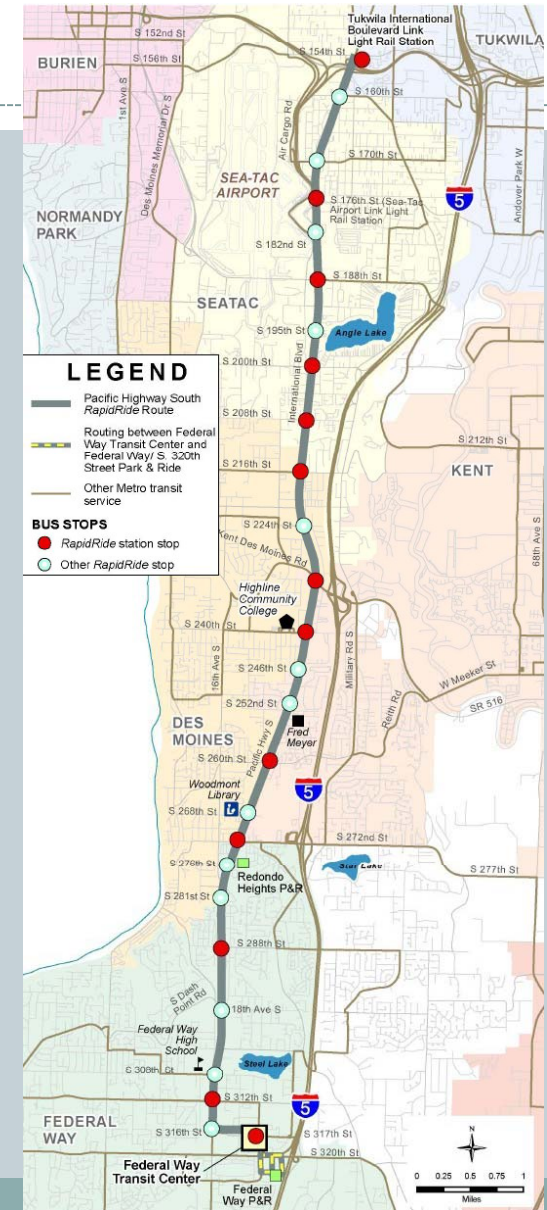 Tukwila International
Boulevard Link
Light Rail Station
TUKWILA
S 152nd St
S 154th St
BURIEN
S 156th St
1st Ave S
Des Moines Memorial Dr S
Air Cargo Rd
S 160th St
Andover Park W
S 170th St
SEA-TAC
AIRPORT
5
S 176th St (Sea-Tac
Airport Link Light
Rail Station
NORMANDY
PARK
S 182nd St
S 188th St
SEATAC
S 195th St
Angle Lake
International Blvd
S 200th St
LEGEND
Pacific Highway South
RapidRide Route
Routing between Federal
Way Transit Center and
Federal Way/ S. 320th
Street Park & Ride
Other Metro transit
service
BUS STOPS
RapidRide station stop
Other RapidRide stop
S 208th St
S 212th St
S 216th St
KENT
68th Ave S
S 224th St
Kent Des Moines Rd
Highline
Community
College
S 240th St
16th Ave S
Military Rd S
S 246th St
W Meeker St
Reith Rd
SR 516
S 252nd St
DES
MOINES
Fred
Meyer
Pacific Hwy S
S 260th St
5
Woodmont
Library
S 268th St
S 272nd St
S 276th St
Star Lake
S 277th St
Redondo
Heights P&R
S 281st St
S 288th St
S Dash
Point Rd
18th Ave S
Federal Way
High
School
Steel Lake
S 308th St
S 312th St
5
FEDERAL
WAY
S 316th St
S 317th St
S 320th St
Federal Way
Transit Center
Federal
Way P&R
N
0 0.25 0.5 0.75 1
Miles